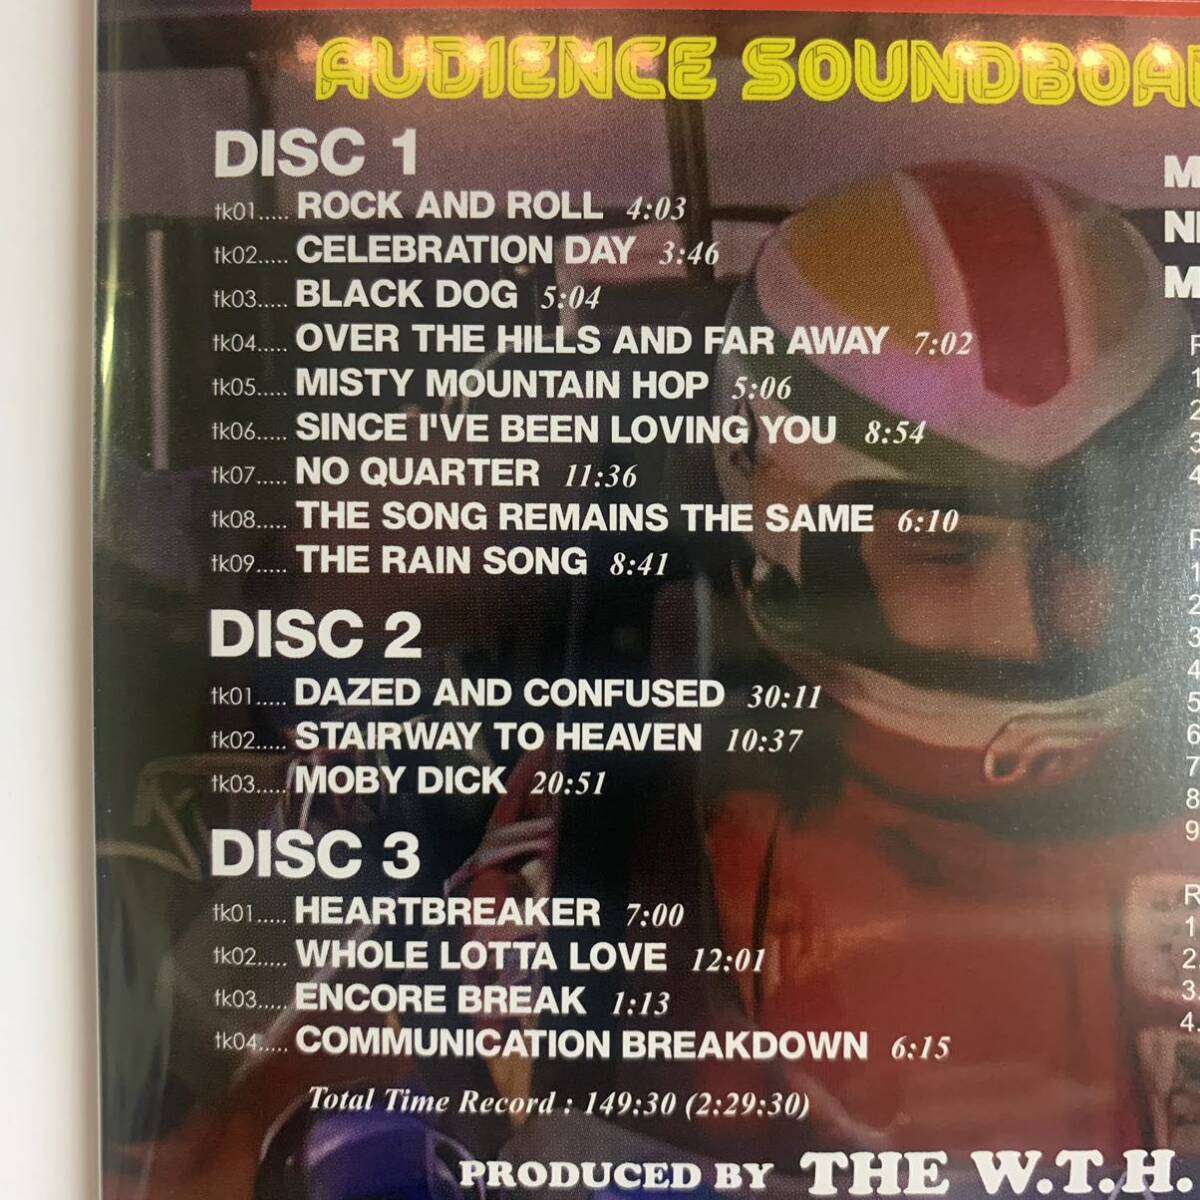 AUDIENCE
DISC 1
tk01..... ROCK AND ROLL 4:03
tk02..... CELEBRATION DAY 3:46
tk03..... BLACK DOG 5:04
tk04..... OVER THE HILLS AND FAR AWAY 7:02
tk05..... MISTY MOUNTAIN HOP 5:06
tk06..... SINCE I'VE BEEN LOVING YOU 8:54
tk07..... NO QUARTER 11:36
tk08..... THE SONG REMAINS THE SAME 6:10
tk09..... THE RAIN SONG 8:41
DISC 2
tk01..... DAZED AND CONFUSED 30:11
tk02..... STAIRWAY TO HEAVEN 10:37
tk03..... MOBY DICK 20:51
DISC 3
tk01..... HEARTBREAKER 7:00
tk02..... WHOLE LOTTA LOVE 12:01
tk03..... ENCORE BREAK 1:13
tk04..... COMMUNICATION BREAKDOWN 6:15
Total Time Record : 149:30 (2:29:30)
PRODUCED BY THE W.T.H.